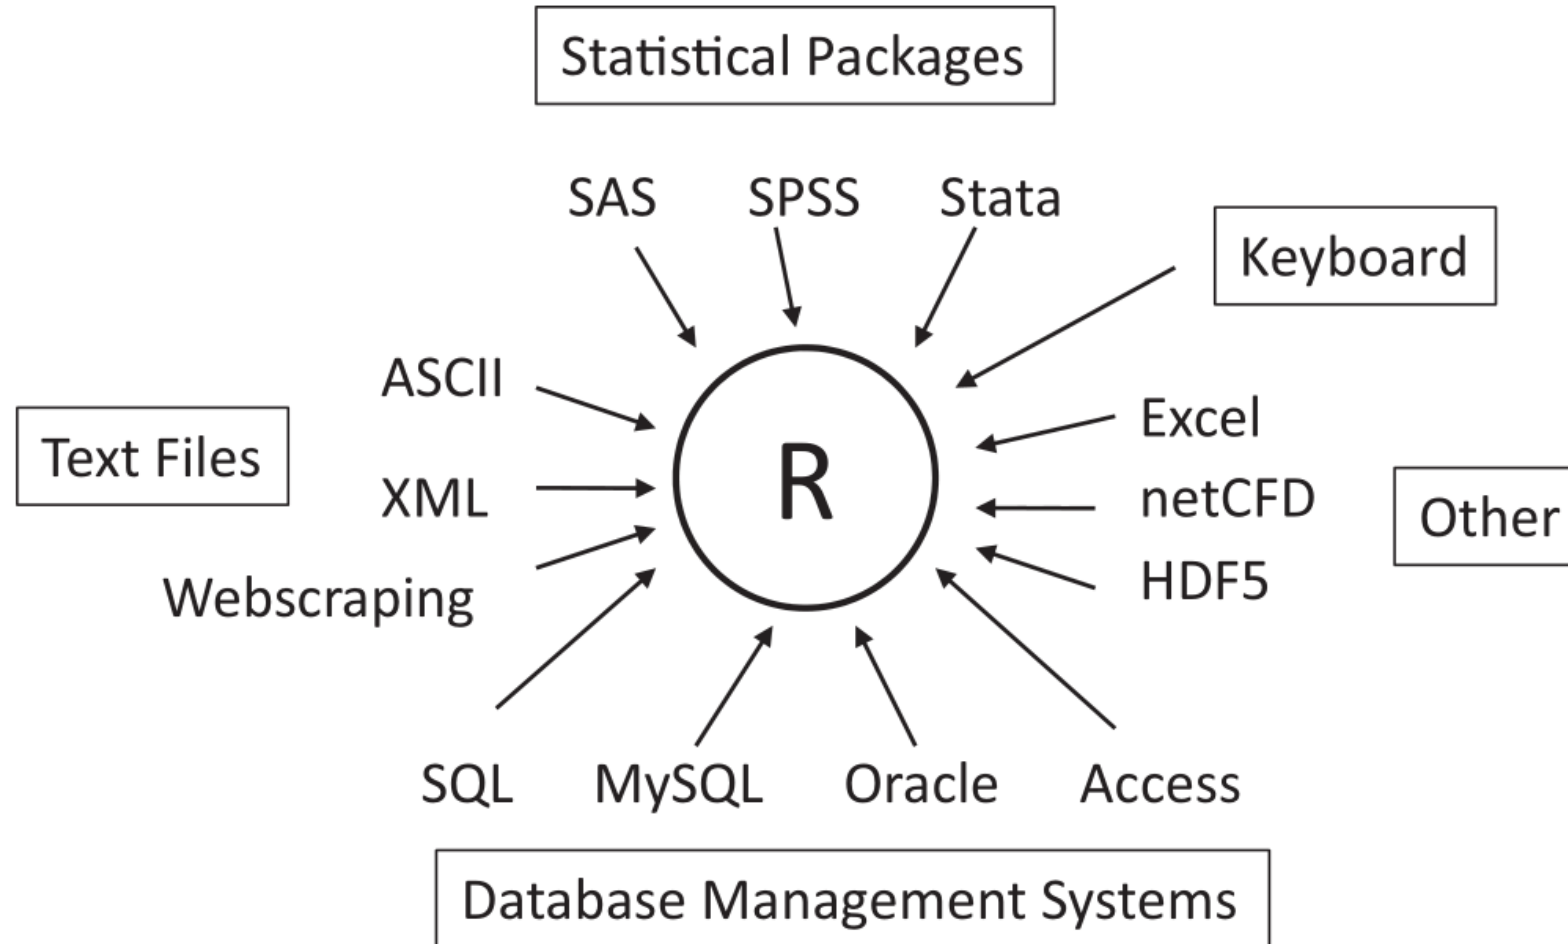 Statistical Packages
SAS SPSS Stata
Keyboard
ASCII
Excel
Text Files
R
XML
netCFD
Other
Webscraping
HDF5
SQL MySQL Oracle Access
Database Management Systems